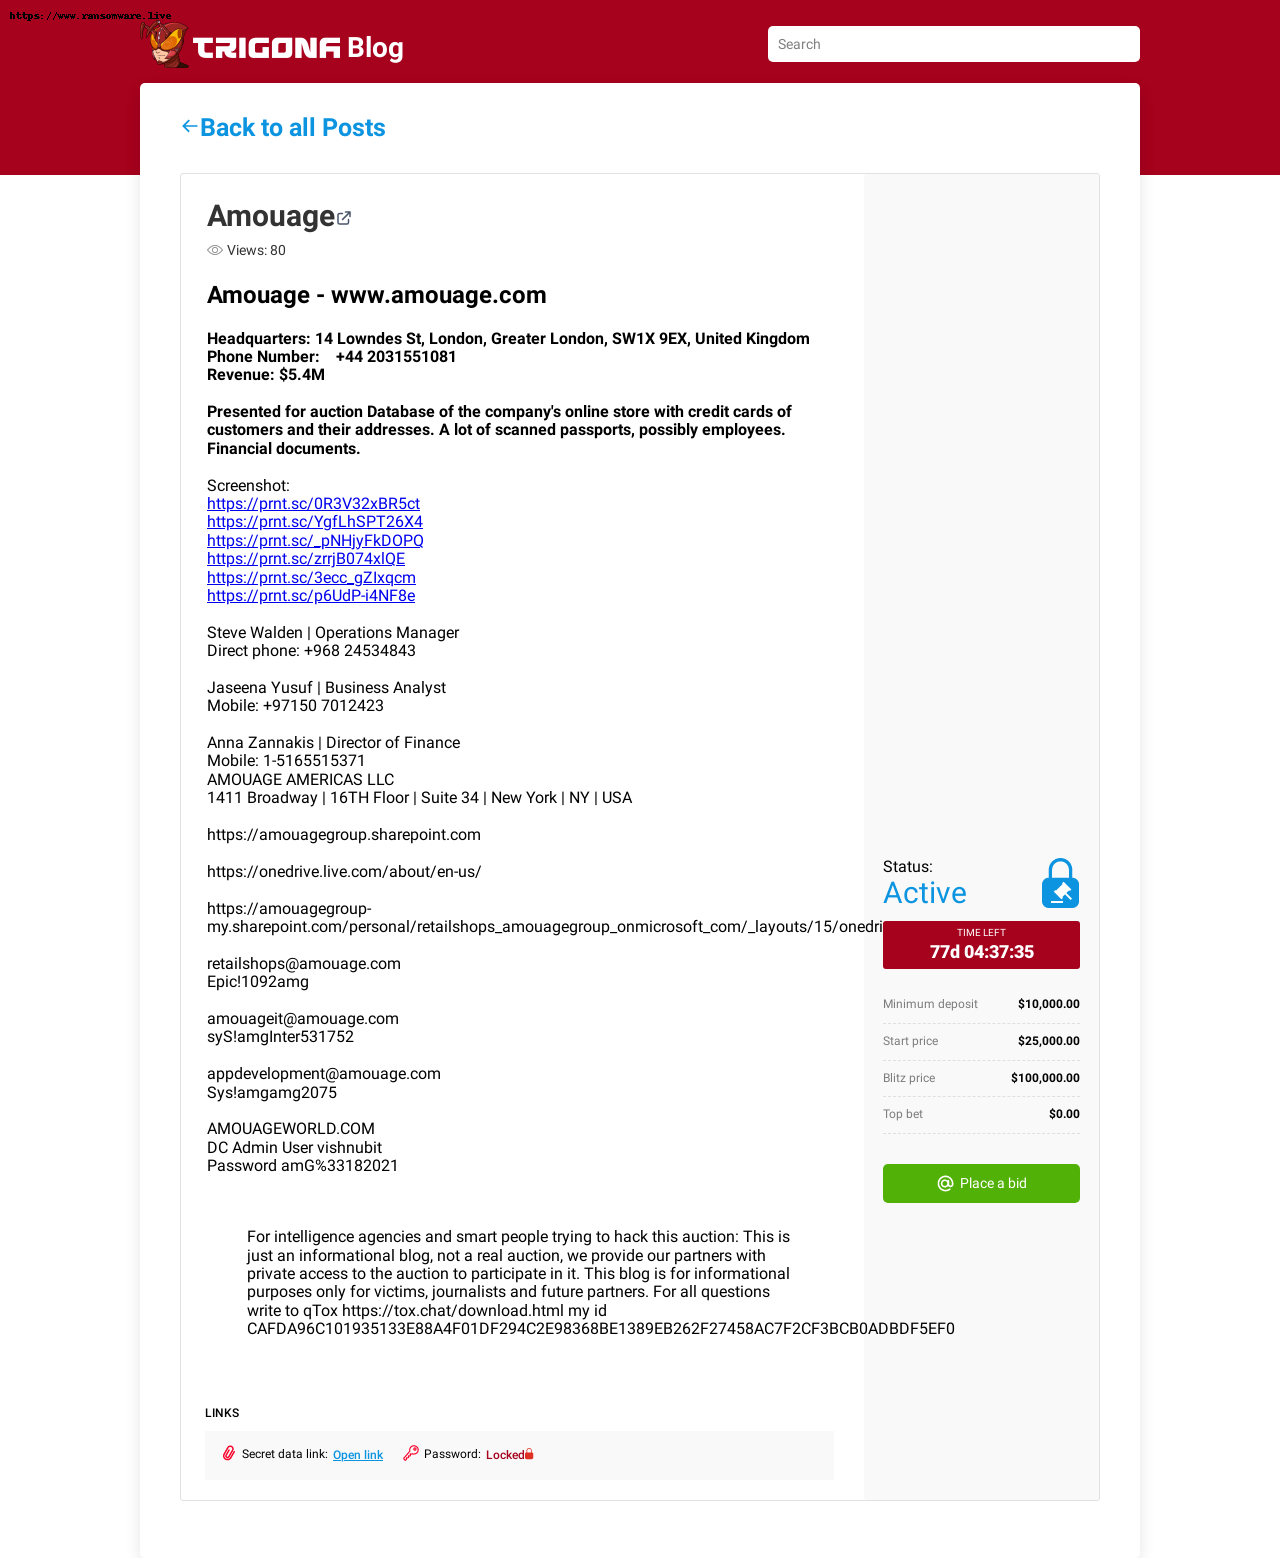 https://www.ransomware.live
TRIGONA Blog
Search
Back to all Posts
Amouage
Views: 80
Amouage - www.amouage.com
Headquarters: 14 Lowndes St, London, Greater London, SW1X 9EX, United Kingdom
Phone Number: +44 2031551081
Revenue: $5.4M
Presented for auction Database of the company's online store with credit cards of
customers and their addresses. A lot of scanned passports, possibly employees.
Financial documents.
Screenshot:
https://prnt.sc/0R3V32xBR5ct
https://prnt.sc/YgfLhSPT26X4
https://prnt.sc/_pNHjyFkDOPQ
https://prnt.sc/zrrjB074xlQE
https://prnt.sc/3ecc_gZIxqcm
https://prnt.sc/p6UdP-i4NF8e
Steve Walden | Operations Manager
Direct phone: +968 24534843
Jaseena Yusuf | Business Analyst
Mobile: +97150 7012423
Anna Zannakis | Director of Finance
Mobile: 1-5165515371
AMOUAGE AMERICAS LLC
1411 Broadway | 16TH Floor | Suite 34 | New York | NY | USA
https://amouagegroup.sharepoint.com
https://onedrive.live.com/about/en-us/
https://amouagegroup-
my.sharepoint.com/personal/retailshops_amouagegroup_onmicrosoft_com/_layouts/15/onedri
retailshops@amouage.com
Epic!1092amg
amouageit@amouage.com
syS!amgInter531752
appdevelopment@amouage.com
Sys!amgamg2075
AMOUAGEWORLD.COM
DC Admin User vishnubit
Password amG%33182021
For intelligence agencies and smart people trying to hack this auction: This is
just an informational blog, not a real auction, we provide our partners with
private access to the auction to participate in it. This blog is for informational
purposes only for victims, journalists and future partners. For all questions
write to qTox https://tox.chat/download.html my id
CAFDA96C101935133E88A4F01DF294C2E98368BE1389EB262F27458AC7F2CF3BCB0ADBDF5EF0
LINKS
Secret data link: Open link Password: Locked
Status:
Active
TIME LEFT
77d 04:37:35
Minimum deposit $10,000.00
Start price $25,000.00
Blitz price $100,000.00
Top bet $0.00
Place a bid